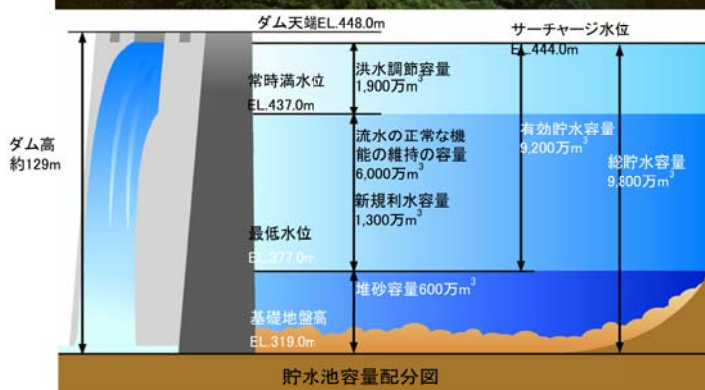 ダム天端EL.448.0m
サーチャージ水位
EL.444.0m
常時満水位
EL.437.0m
洪水調節容量
1,900万m³
ダム高
約129m
流水の正常な機
能の維持の容量
6,000万m³
新規利水容量
1,300万m³
有効貯水容量
9,200万m³
総貯水容量
9,800万m³
最低水位
EL.377.0m
堆砂容量600万m³
基礎地盤高
EL.319.0m
貯水池容量配分図